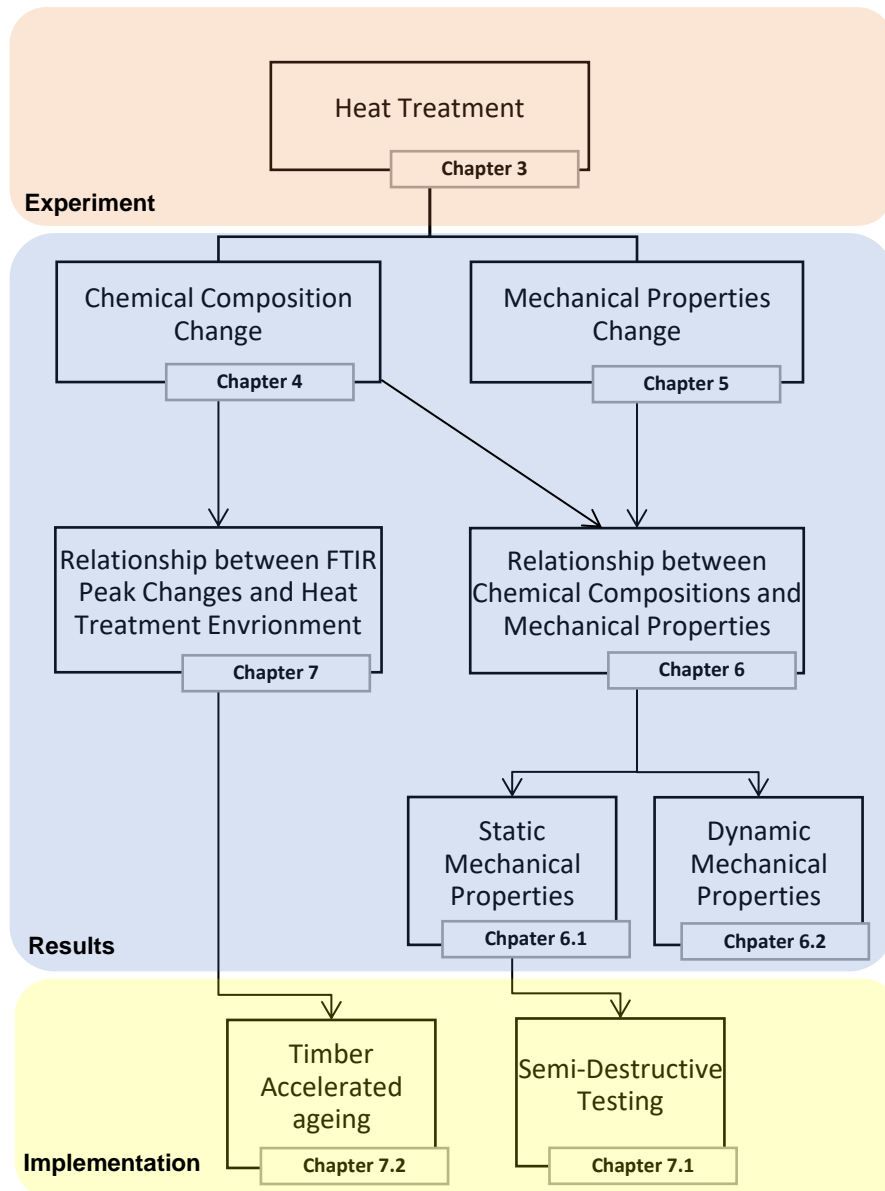 Heat Treatment
Chapter 3
Experiment
Chemical Composition
Change
Chapter 4
Mechanical Properties
Change
Chapter 5
Relationship between FTIR
Peak Changes and Heat
Treatment Envrionment
Chapter 7
Relationship between
Chemical Compositions and
Mechanical Properties
Chapter 6
Static
Mechanical
Properties
Chpater 6.1
Dynamic
Mechanical
Properties
Chpater 6.2
Results
Timber
Accelerated
ageing
Chapter 7.2
Semi-Destructive
Testing
Chapter 7.1
Implementation